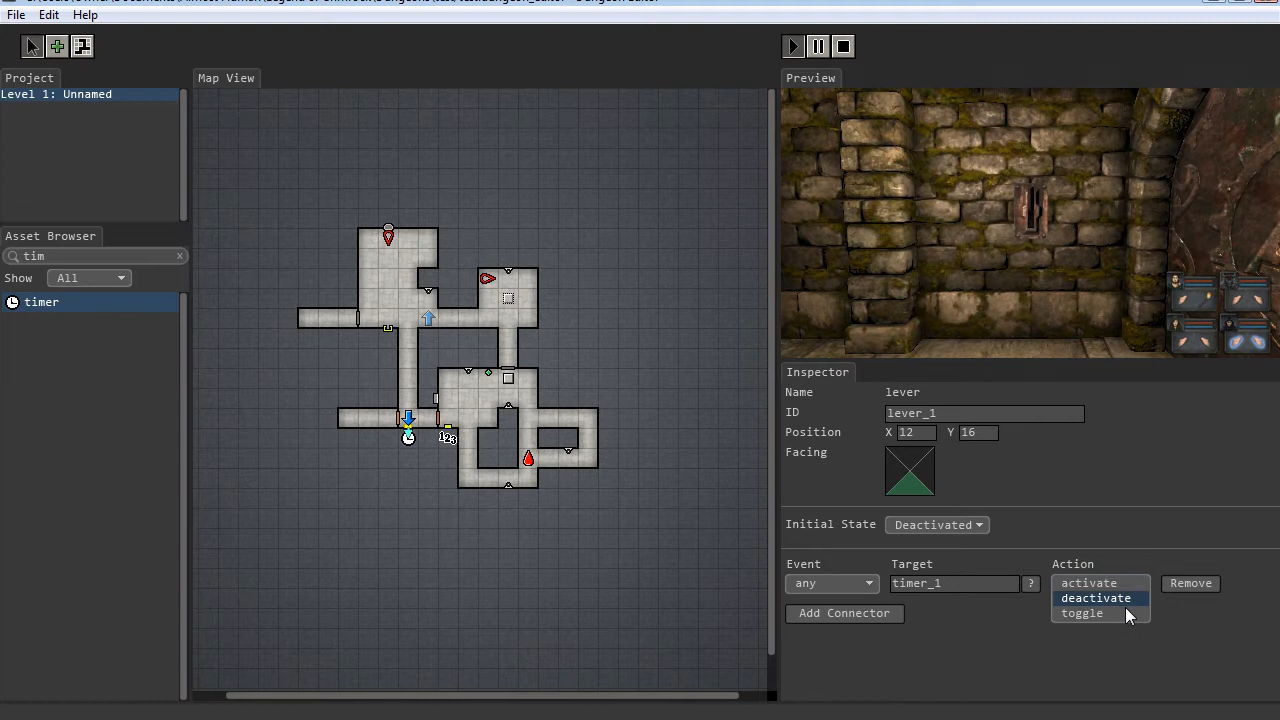 File Edit Help
Project
Map View
Preview
Level 1: Unnamed
Asset Browser
tim
Show All
timer
123
Inspector
Name lever
ID lever_1
Position X 12 Y 16
Facing
Initial State Deactivated
Event Target Action
any timer_1 ? activate Remove
deactivate
Add Connector toggle